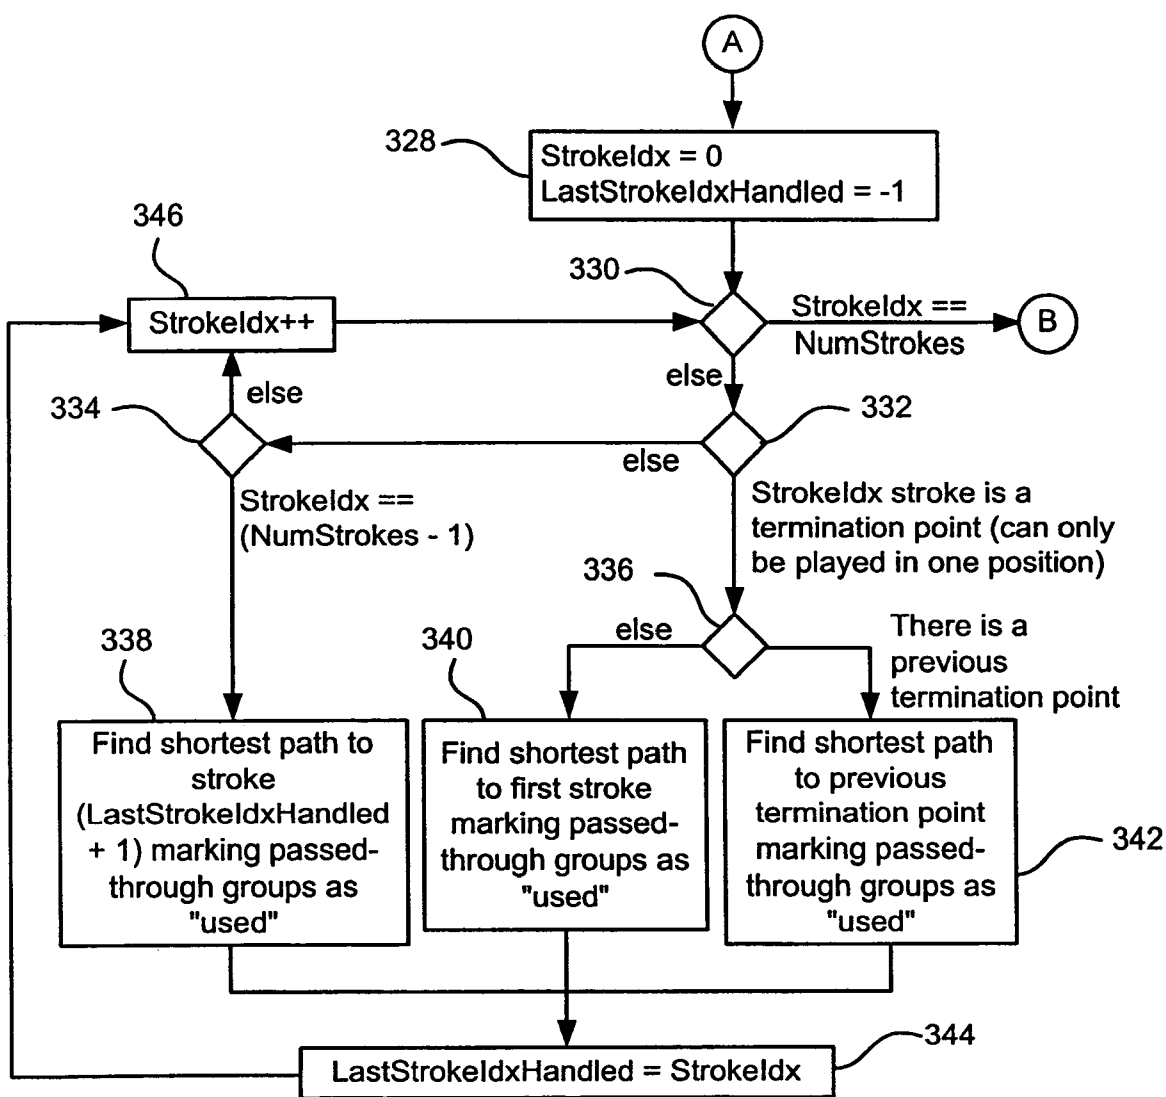 A
328
StrokeIdx = 0
LastStrokeIdxHandled = -1
346
330
StrokeIdx++
StrokeIdx ==
NumStrokes
B
else
else
334
332
else
StrokeIdx ==
(NumStrokes - 1)
StrokeIdx stroke is a
termination point (can only
be played in one position)
336
else
There is a
previous
termination point
338
340
Find shortest path to
stroke
(LastStrokeIdxHandled
+ 1) marking passed-
through groups as
"used"
Find shortest path
to first stroke
marking passed-
through groups as
"used"
Find shortest path
to previous
termination point
marking passed-
through groups as
"used"
342
344
LastStrokeIdxHandled = StrokeIdx